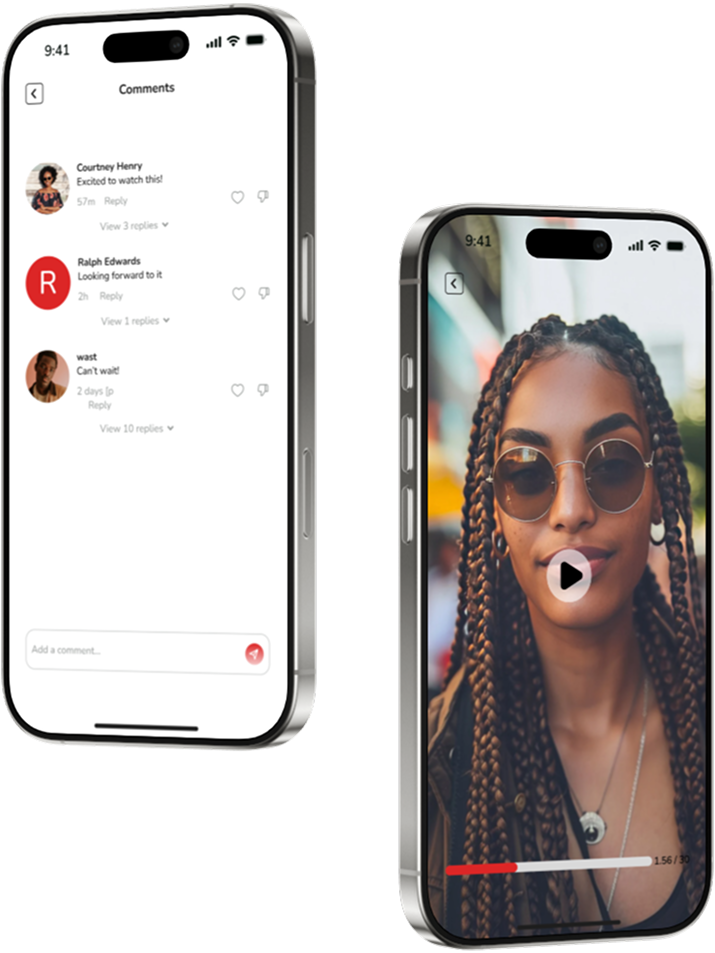 9:41
Comments
Courtney Henry
Excited to watch this!
57m Reply
View 3 replies
R
Ralph Edwards
Looking forward to it
2h Reply
View 1 replies
wast
Can't wait!
2 days ||p
Reply
View 10 replies
Add a comment...
9:41
1.56 / 30